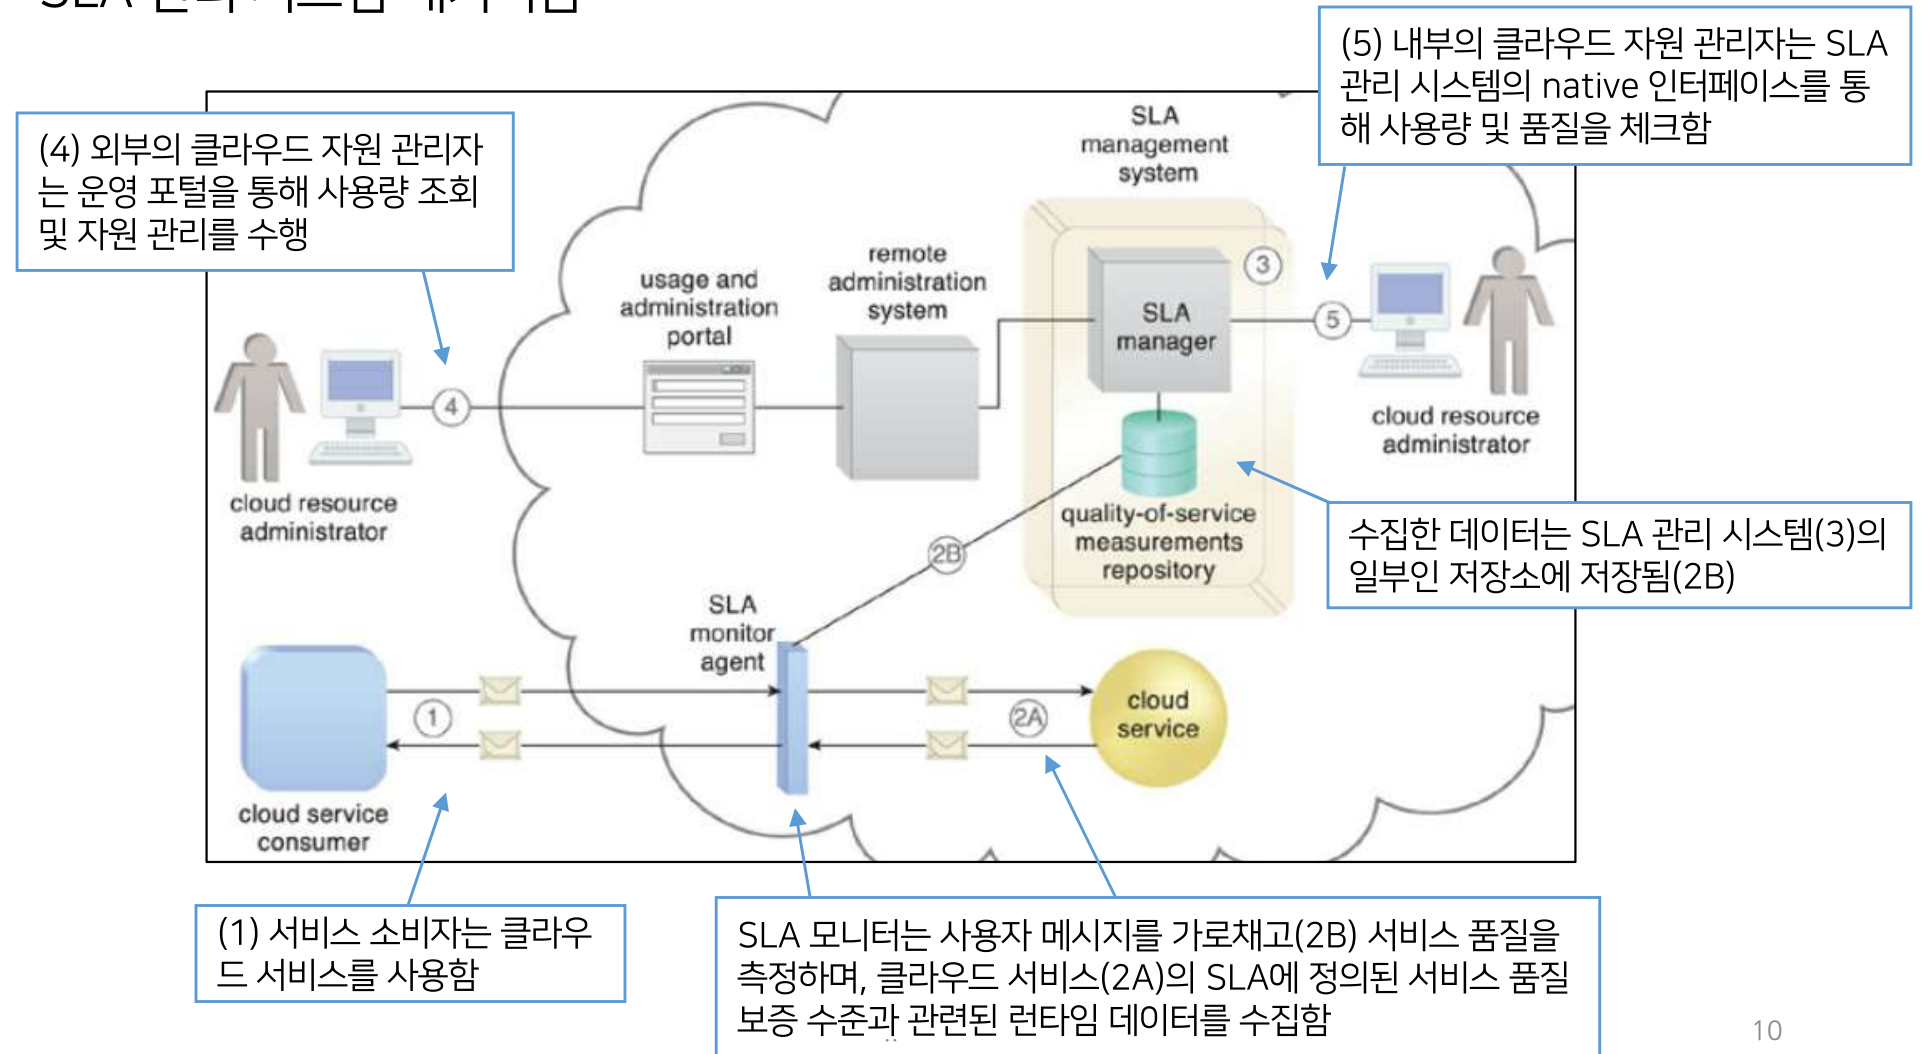 SLA 관리 시스템 메커니즘
(5) 내부의 클라우드 자원 관리자는 SLA
관리 시스템의 native 인터페이스를 통
해 사용량 및 품질을 체크함
(4) 외부의 클라우드 자원 관리자
는 운영 포털을 통해 사용량 조회
및 자원 관리를 수행
SLA
management
system
remote
administration
system
usage and
administration
portal
3
SLA
manager
5
4
cloud resource
administrator
cloud resource
administrator
quality-of-service
measurements
repository
수집한 데이터는 SLA 관리 시스템(3)의
일부인 저장소에 저장됨(2B)
2B
SLA
monitor
agent
1
2A
cloud
service
cloud service
consumer
(1) 서비스 소비자는 클라우
드 서비스를 사용함
SLA 모니터는 사용자 메시지를 가로채고(2B) 서비스 품질을
측정하며, 클라우드 서비스(2A)의 SLA에 정의된 서비스 품질
보증 수준과 관련된 런타임 데이터를 수집함
10